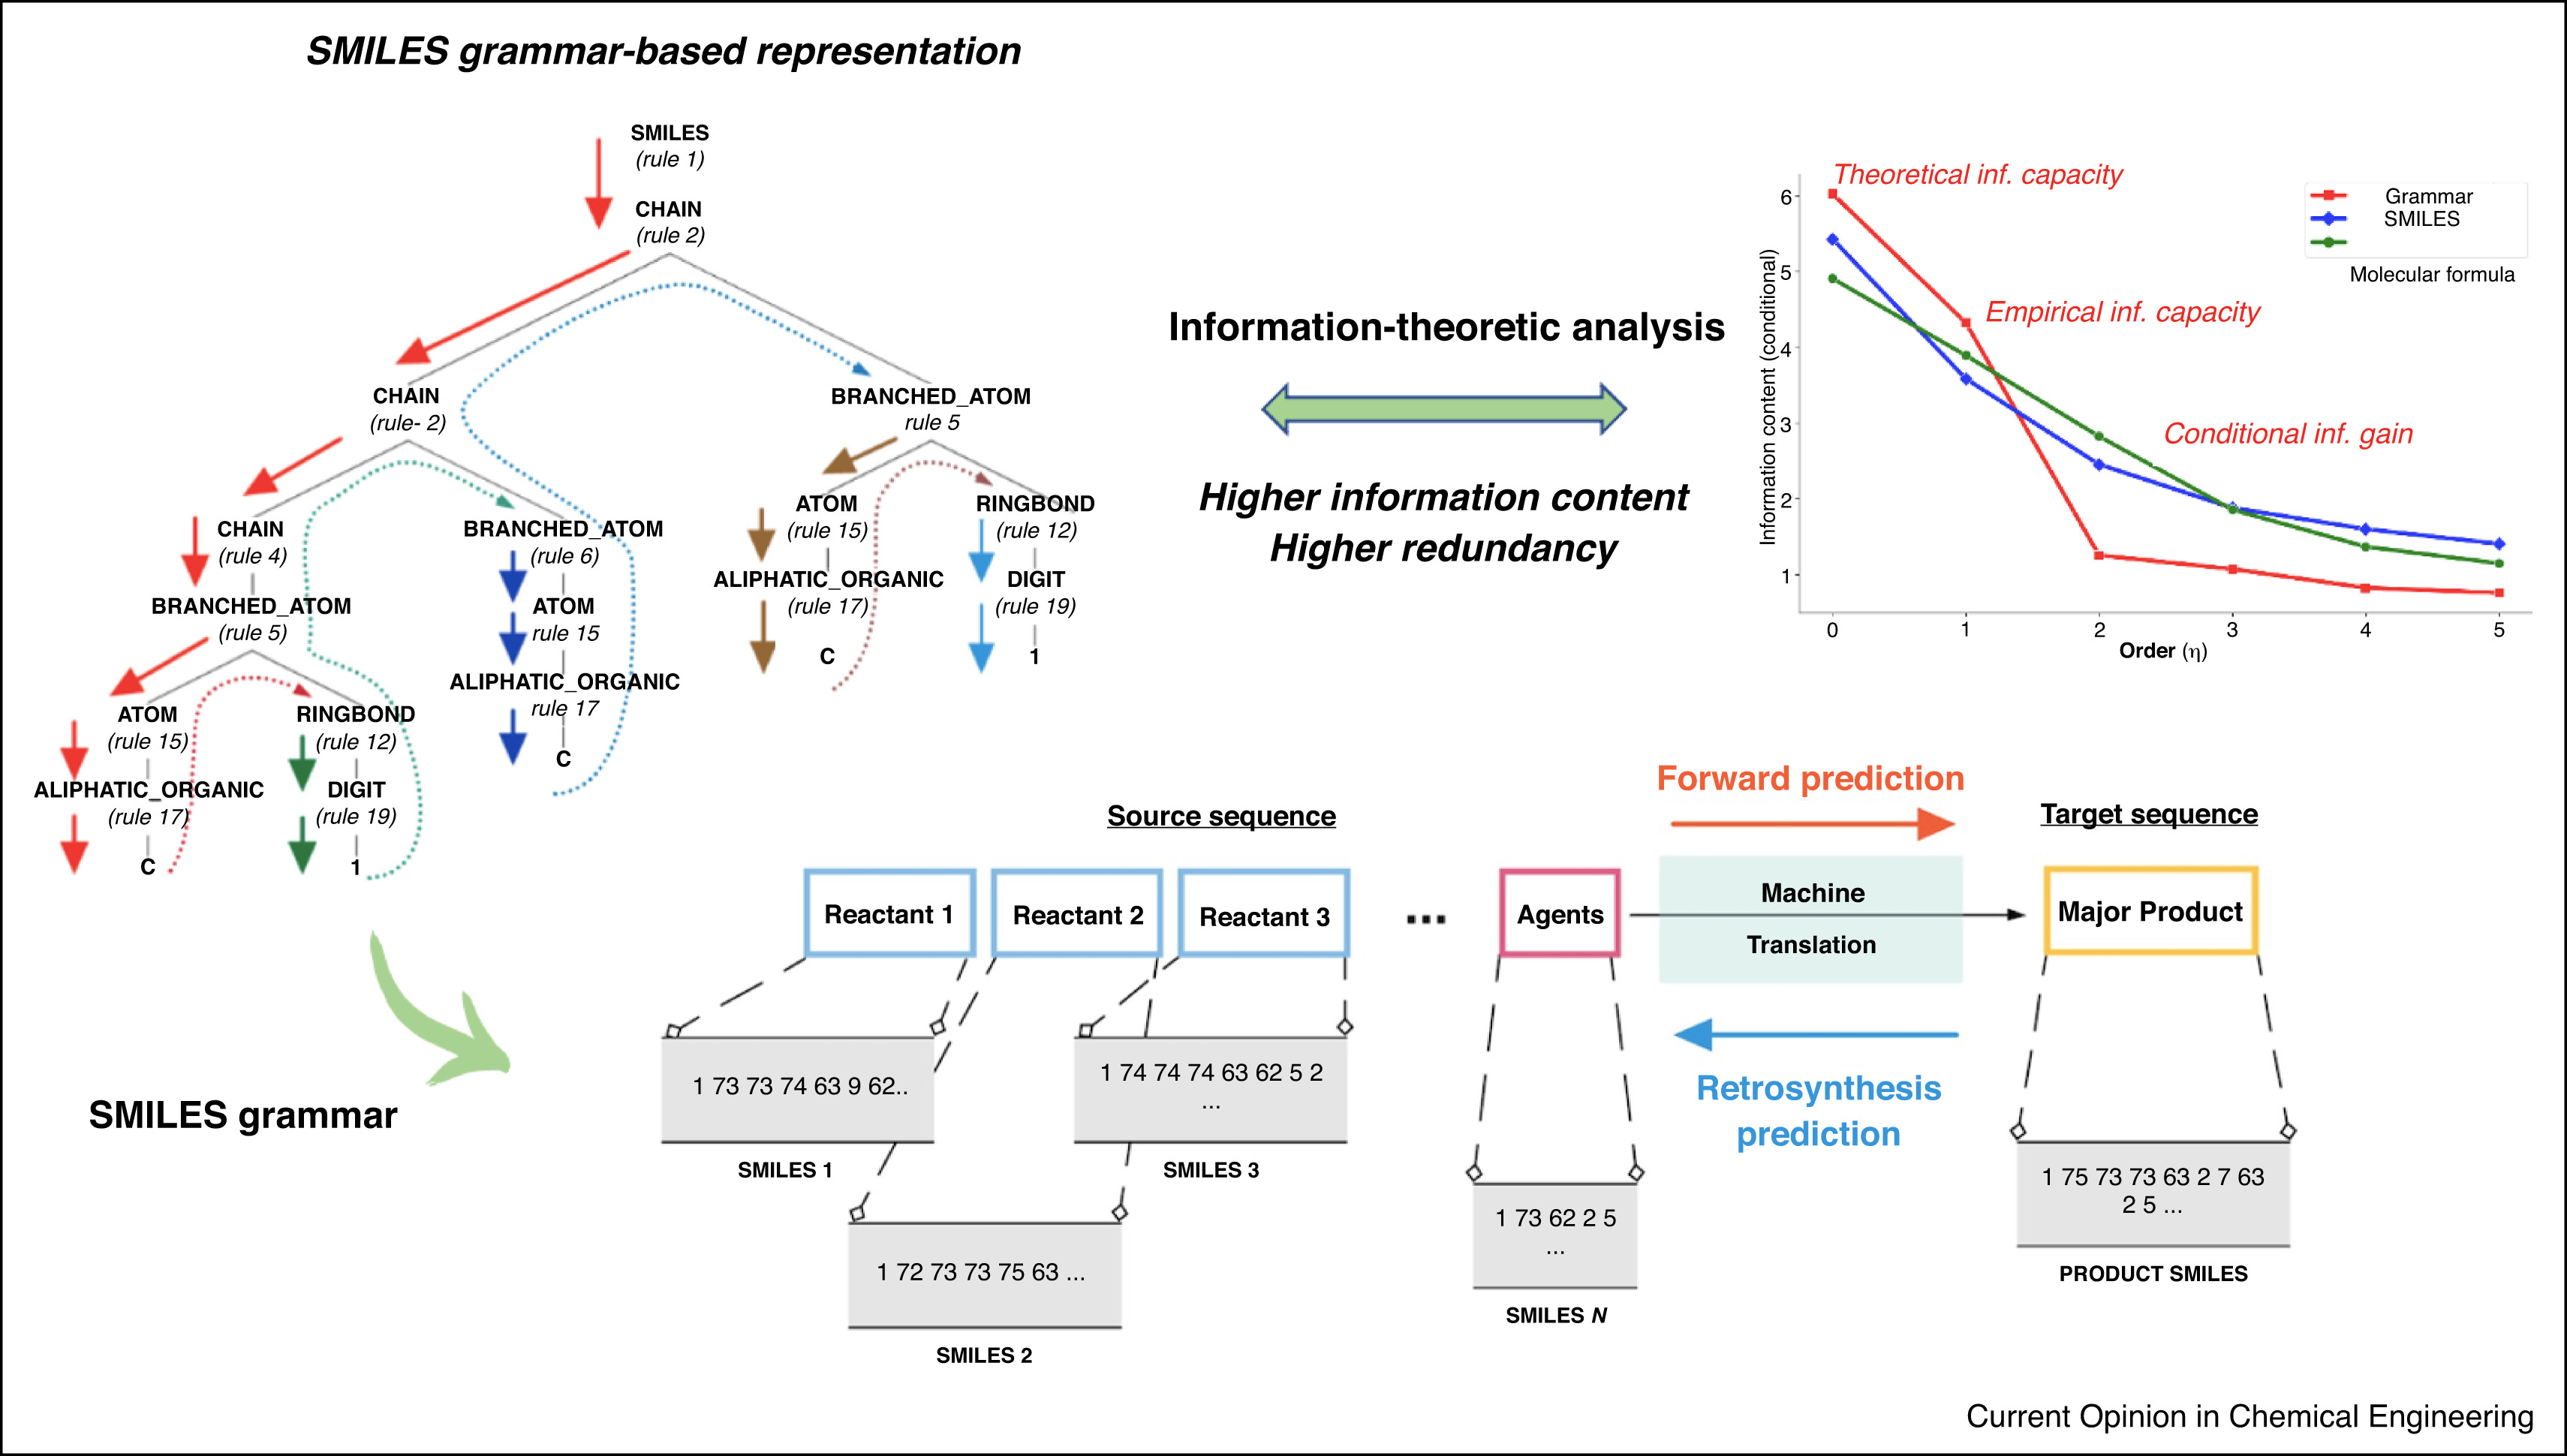 SMILES grammar-based representation
SMILES
(rule 1)
CHAIN
(rule 2)
CHAIN
(rule- 2)
BRANCHED_ATOM
rule 5
CHAIN
(rule 4)
BRANCHED_ATOM
(rule 6)
ATOM
(rule 15)
RINGBOND
(rule 12)
BRANCHED_ATOM
(rule 5)
ATOM
rule 15
ALIPHATIC_ORGANIC
(rule 17)
DIGIT
(rule 19)
C
1
ALIPHATIC_ORGANIC
rule 17
C
ATOM
(rule 15)
RINGBOND
(rule 12)
ALIPHATIC_ORGANIC
(rule 17)
DIGIT
(rule 19)
C
1
Information-theoretic analysis
Higher information content
Higher redundancy
Theoretical inf. capacity
Empirical inf. capacity
Conditional inf. gain
Grammar
SMILES
Molecular formula
Information content (conditional)
6
5
4
3
2
1
0
1
2
3
4
5
Order (η)
SMILES grammar
Source sequence
Forward prediction
Target sequence
Reactant 1
Reactant 2
Reactant 3
...
Agents
Machine
Translation
Major Product
Retrosynthesis
prediction
1 73 73 74 63 9 62..
SMILES 1
1 74 74 74 63 62 5 2
...
SMILES 3
1 72 73 73 75 63 ...
SMILES 2
1 73 62 2 5
...
SMILES N
1 75 73 73 63 2 7 63
2 5 ...
PRODUCT SMILES
Current Opinion in Chemical Engineering